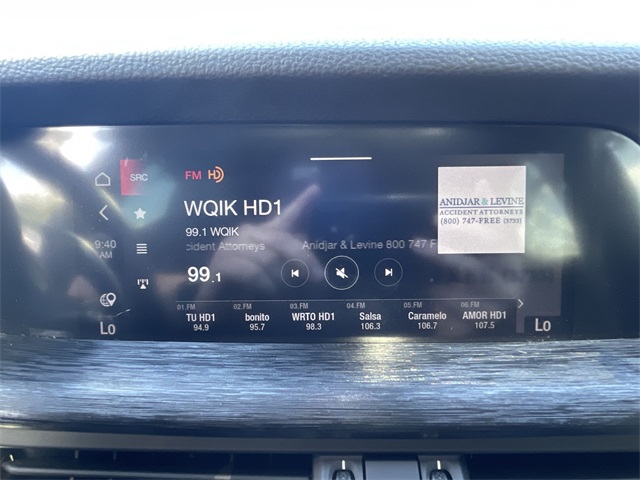 SRC
FM HD
WQIK HD1
99.1 WQIK
cident Attorneys Anidjar & Levine 800 747 F
99.1
9:40
AM
Lo
01.FM 02.FM 03.FM 04.FM 05.FM 06.FM
TU HD1 bonito WRTO HD1 Salsa Caramelo AMOR HD1
94.9 95.7 98.3 106.3 106.7 107.5
ANIDJAR & LEVINE
ACCIDENT ATTORNEYS
(800) 747-FREE (3733)
Lo